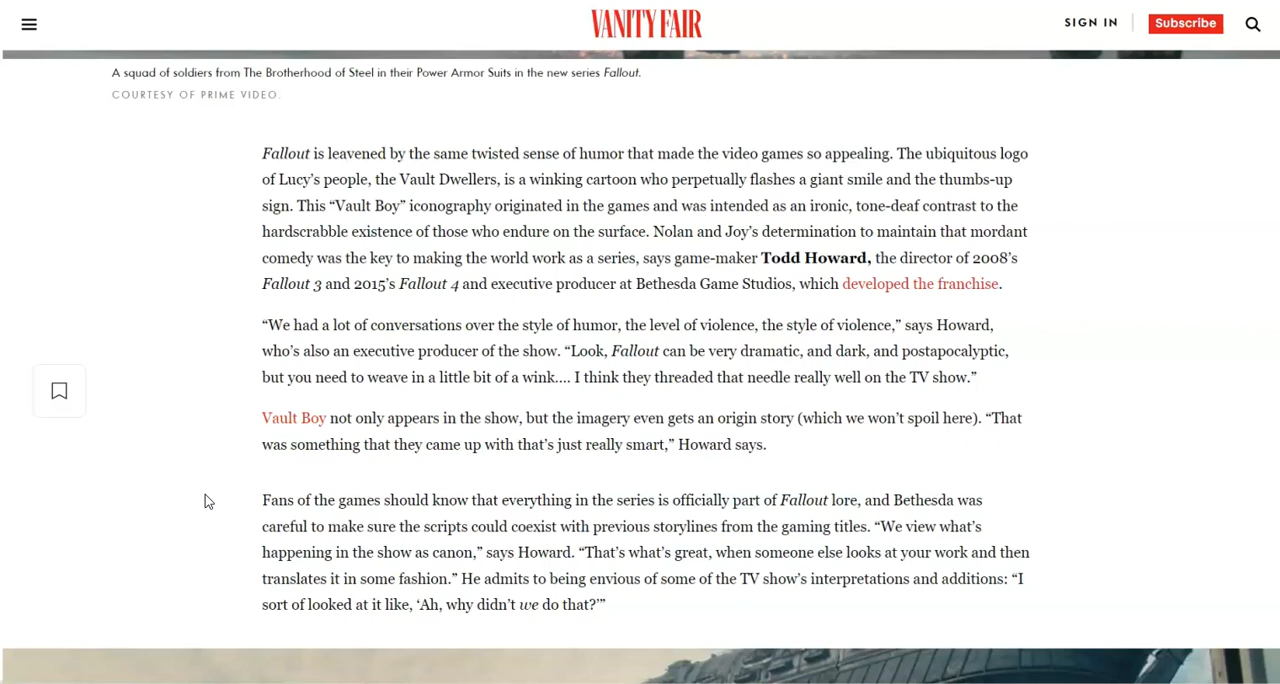 VANITY FAIR
SIGN IN
Subscribe
A squad of soldiers from The Brotherhood of Steel in their Power Armor Suits in the new series Fallout.
COURTESY OF PRIME VIDEO.
Fallout is leavened by the same twisted sense of humor that made the video games so appealing. The ubiquitous logo
of Lucy’s people, the Vault Dwellers, is a winking cartoon who perpetually flashes a giant smile and the thumbs-up
sign. This “Vault Boy” iconography originated in the games and was intended as an ironic, tone-deaf contrast to the
hardscrabble existence of those who endure on the surface. Nolan and Joy’s determination to maintain that mordant
comedy was the key to making the world work as a series, says game-maker Todd Howard, the director of 2008’s
Fallout 3 and 2015’s Fallout 4 and executive producer at Bethesda Game Studios, which developed the franchise.
“We had a lot of conversations over the style of humor, the level of violence, the style of violence,” says Howard,
who’s also an executive producer of the show. “Look, Fallout can be very dramatic, and dark, and postapocalyptic,
but you need to weave in a little bit of a wink.... I think they threaded that needle really well on the TV show.”
Vault Boy not only appears in the show, but the imagery even gets an origin story (which we won’t spoil here). “That
was something that they came up with that’s just really smart,” Howard says.
Fans of the games should know that everything in the series is officially part of Fallout lore, and Bethesda was
careful to make sure the scripts could coexist with previous storylines from the gaming titles. “We view what’s
happening in the show as canon,” says Howard. “That’s what’s great, when someone else looks at your work and then
translates it in some fashion.” He admits to being envious of some of the TV show’s interpretations and additions: “I
sort of looked at it like, ‘Ah, why didn’t we do that?’”